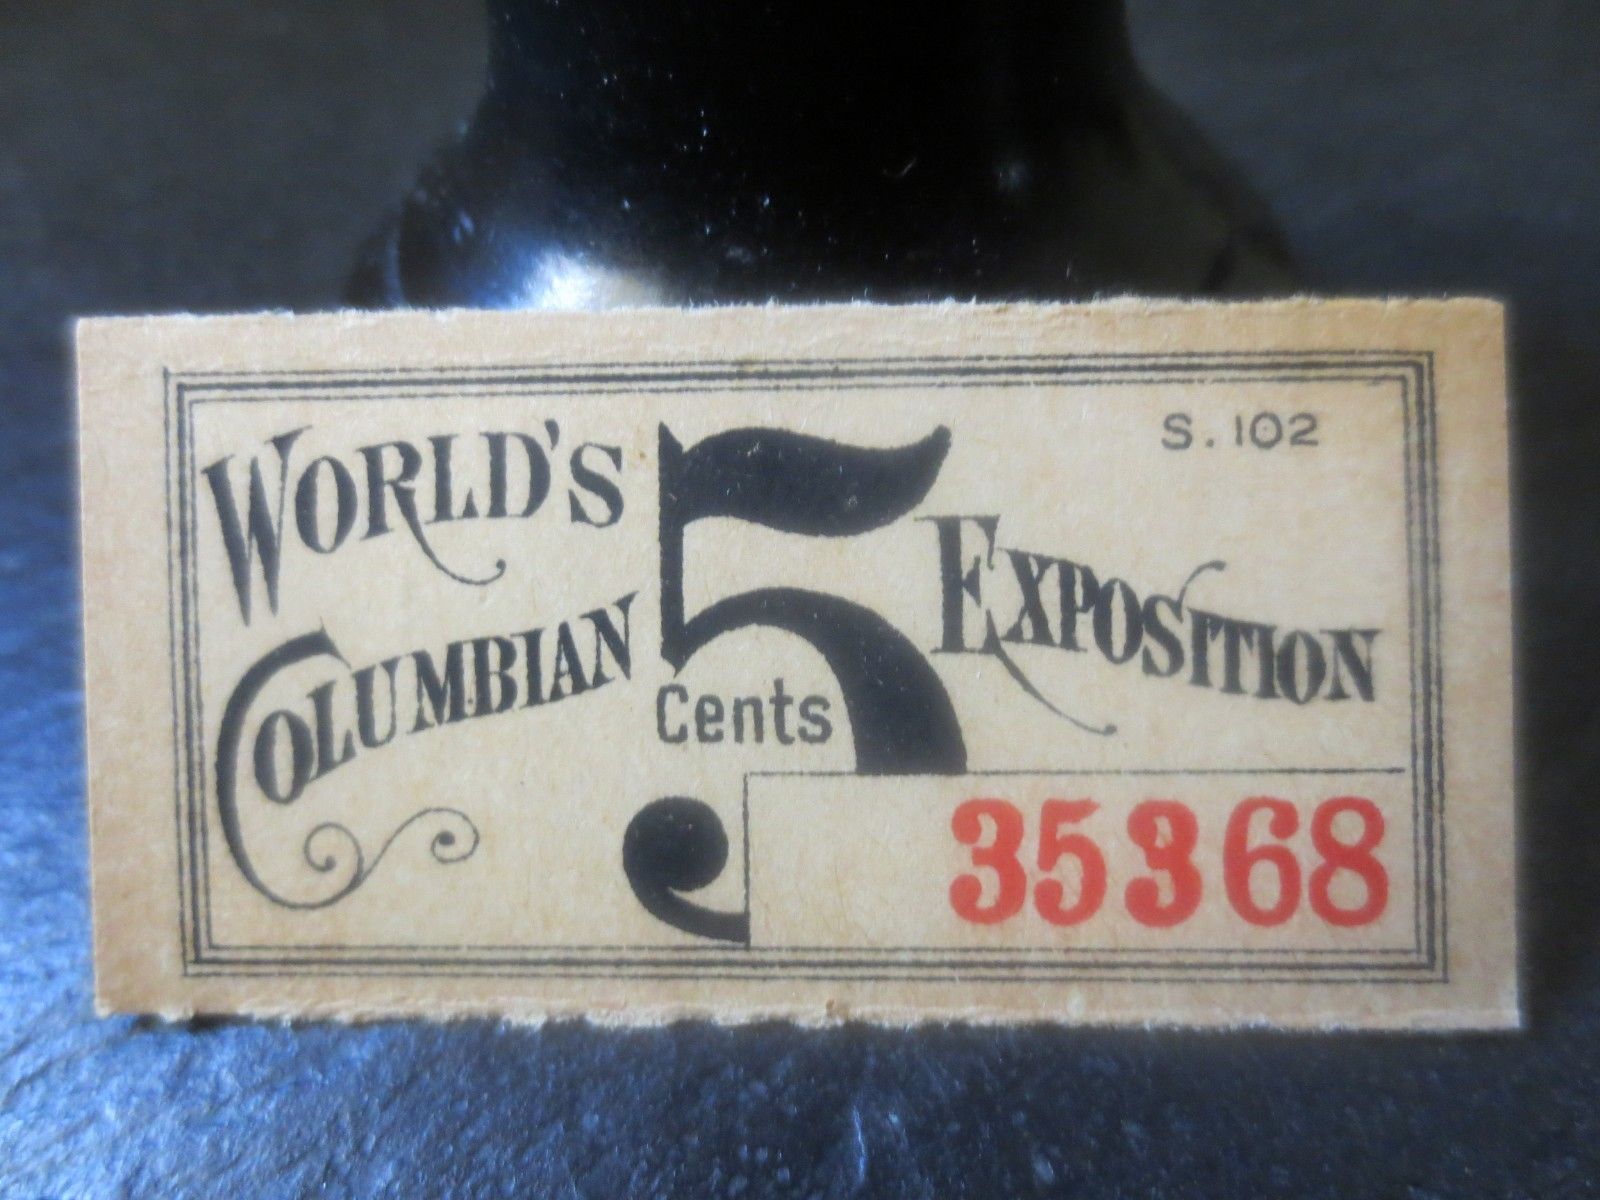 S. 102
WORLD'S
COLUMBIAN
5
Cents
EXPOSITION
35368